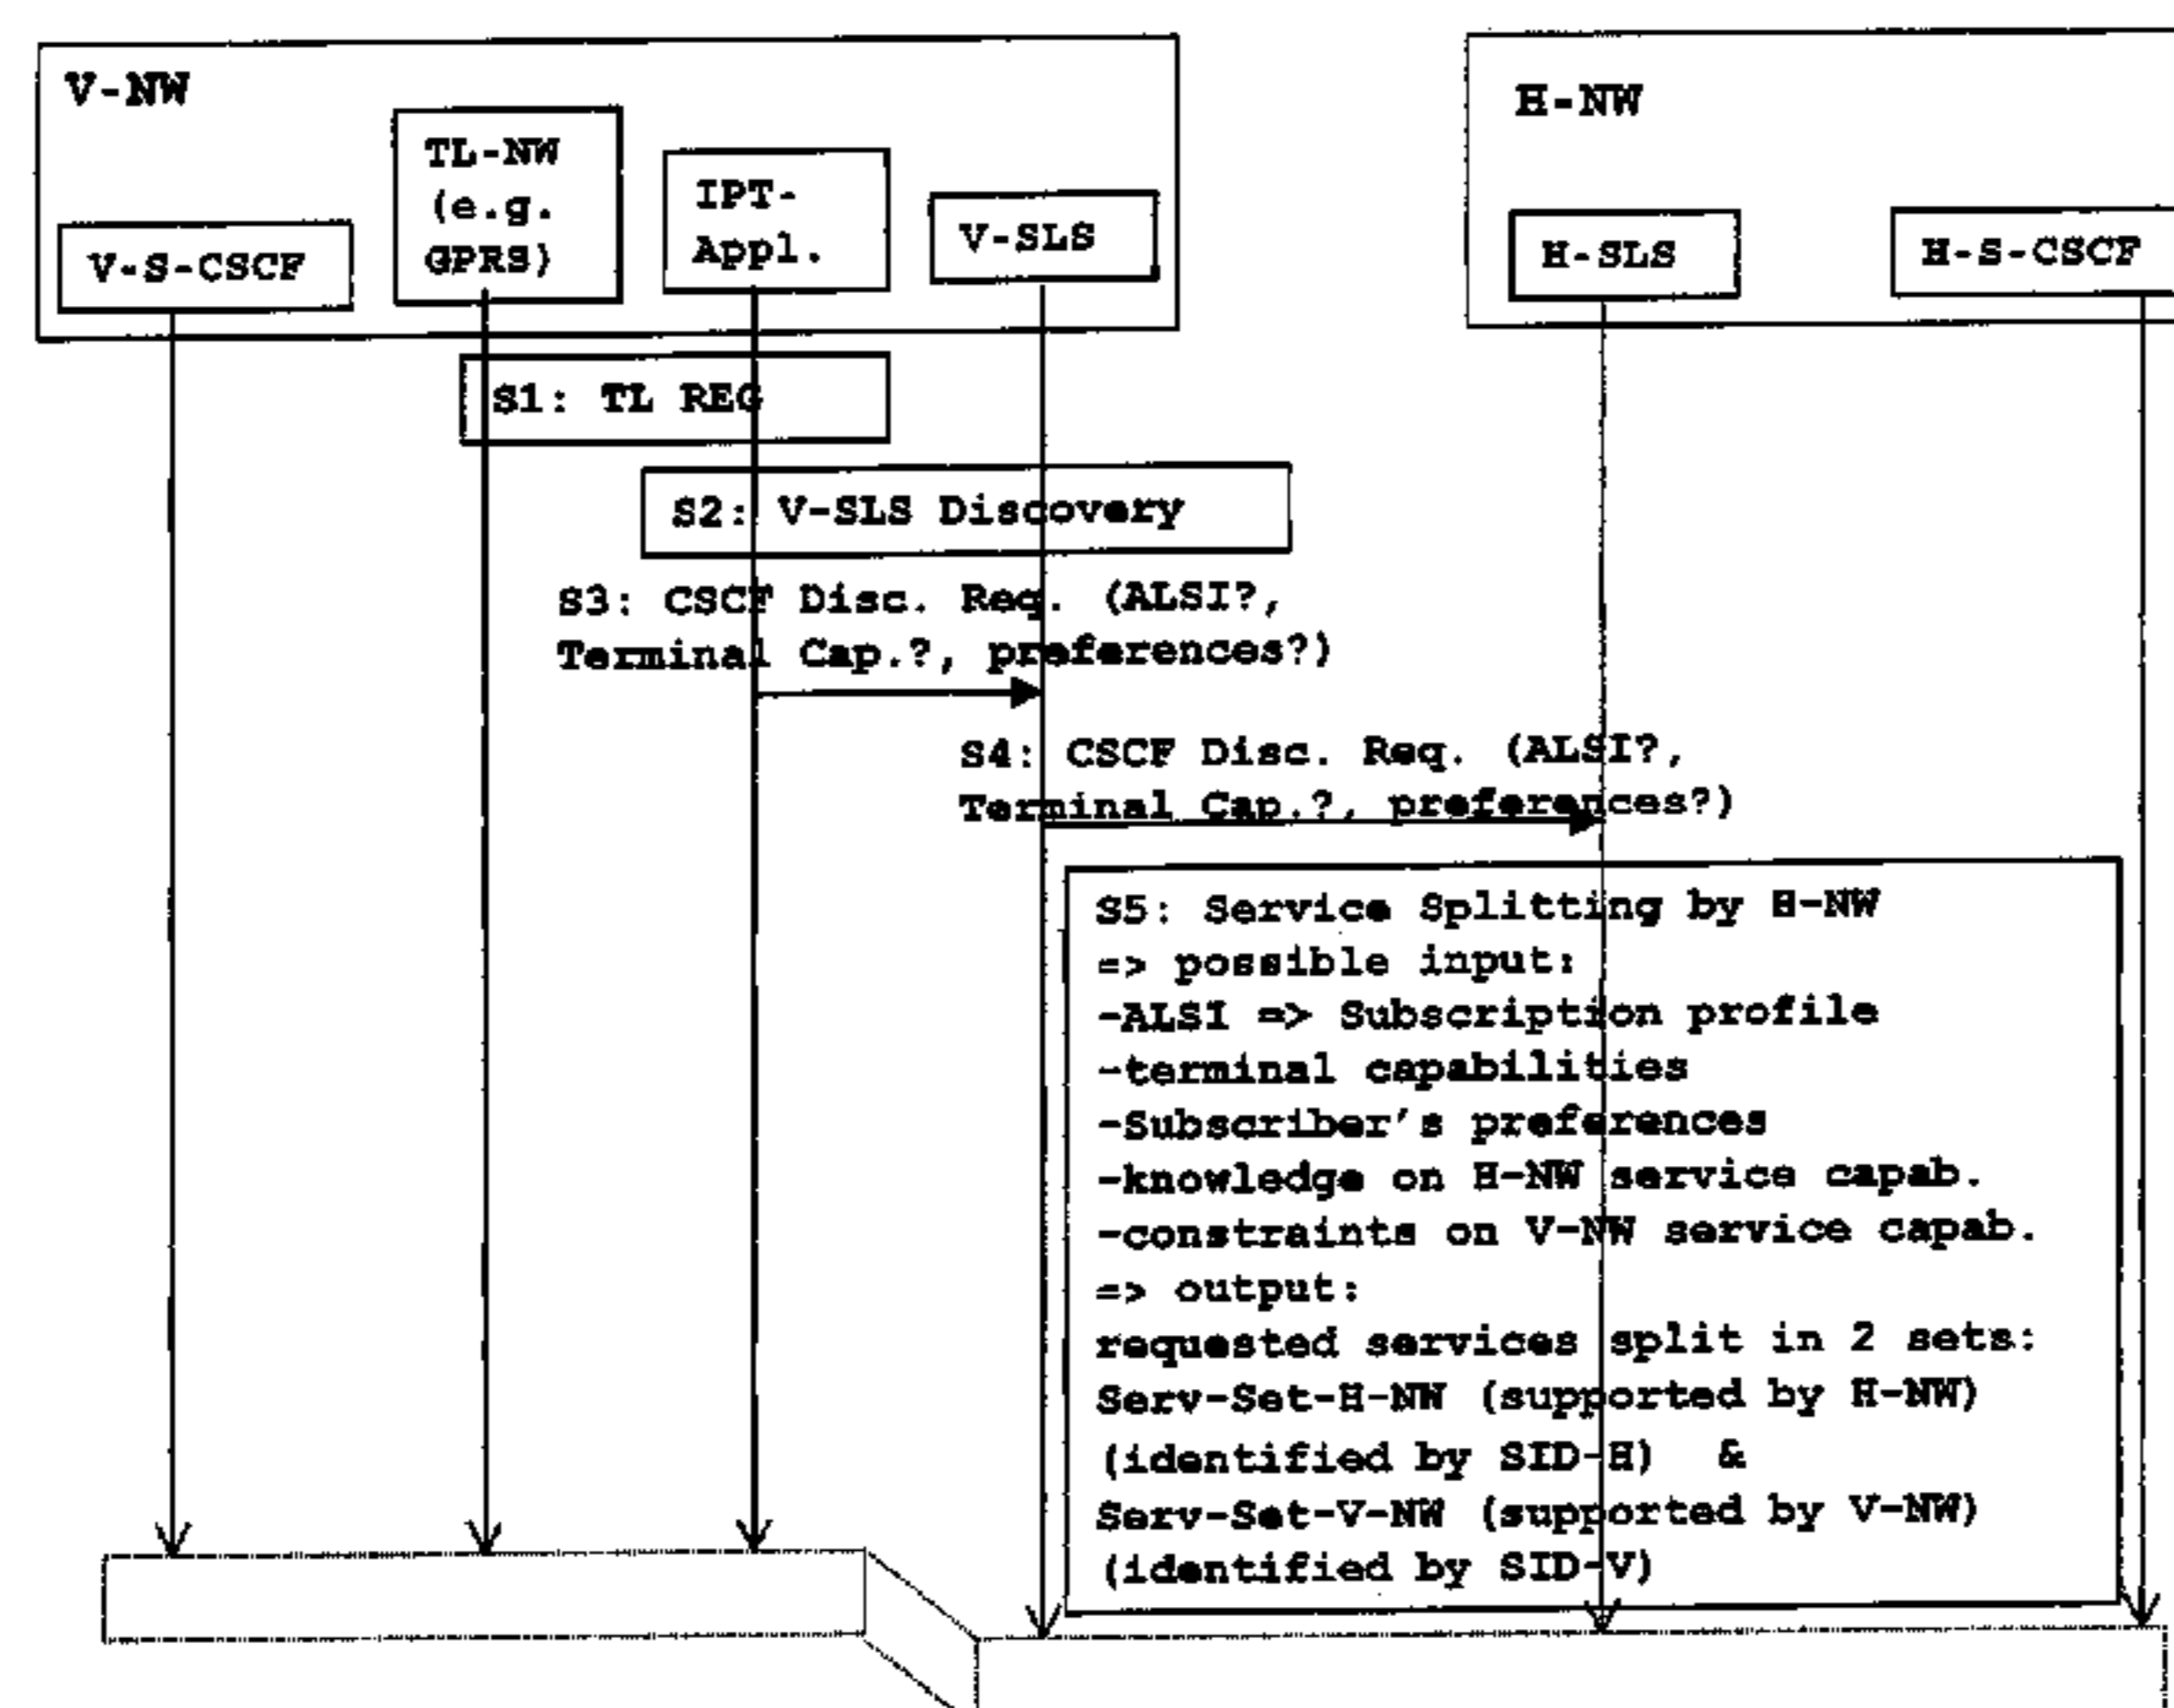 V-NW
TL-NW
(e.g.
GPRS)
IPT-
Appl.
V-SLS
V-S-CSCF
H-NW
H-SLS
H-S-CSCF
S1: TL REG
S2: V-SLS Discovery
S3: CSCF Disc. Req. (ALSI?,
Terminal Cap.?, preferences?)
S4: CSCF Disc. Req. (ALSI?,
Terminal Cap.?, preferences?)
S5: Service Splitting by H-NW
=> possible input:
-ALSI => Subscription profile
-terminal capabilities
-Subscriber's preferences
-knowledge on H-NW service capab.
-constraints on V-NW service capab.
=> output:
requested services split in 2 sets:
Serv-Set-H-NW (supported by H-NW)
(identified by SID-H) &
Serv-Set-V-NW (supported by V-NW)
(identified by SID-V)